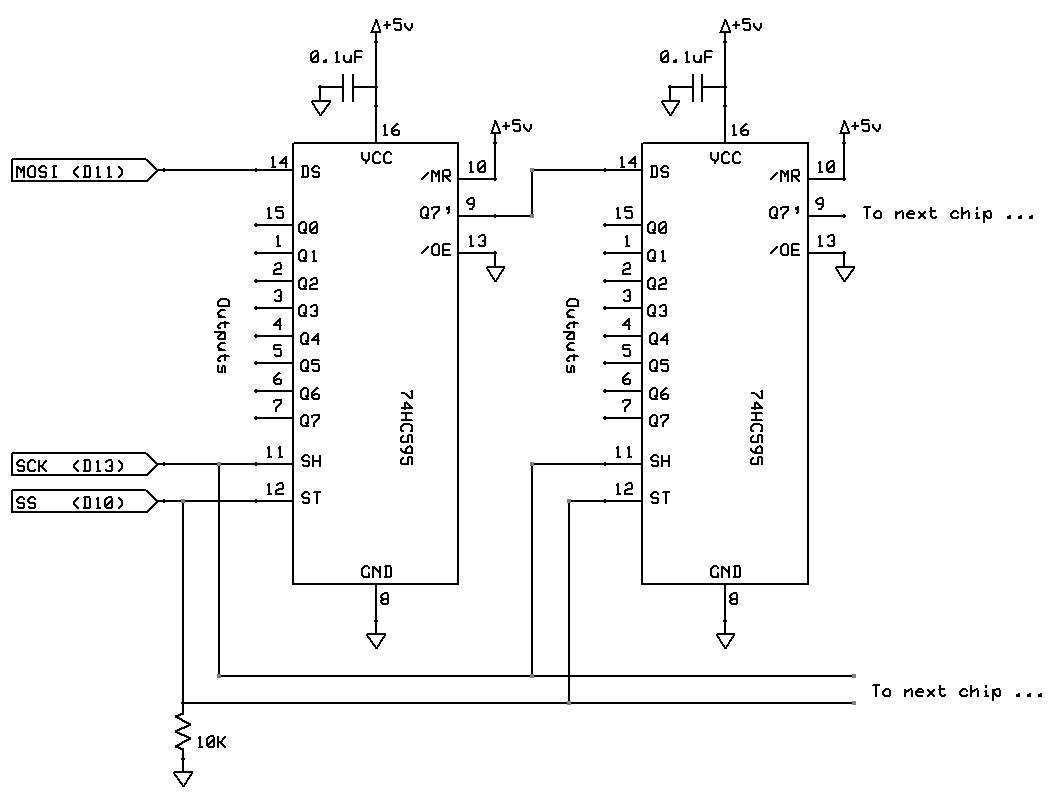 +5v
+5v
0.1uF
0.1uF
16
16
+5v
+5v
VCC
VCC
MOSI (D11)
14
DS
/MR
10
14
DS
/MR
10
15
Q0
Q7'
9
15
Q0
Q7'
9
To next chip ...
1
Q1
/OE
13
1
Q1
/OE
13
2
Q2
2
Q2
3
Q3
3
Q3
Outputs
Outputs
4
Q4
4
Q4
5
Q5
5
Q5
6
Q6
6
Q6
7
Q7
7
Q7
74HC595
74HC595
SCK (D13)
11
SH
11
SH
SS (D10)
12
ST
12
ST
GND
GND
8
8
To next chip ...
10K